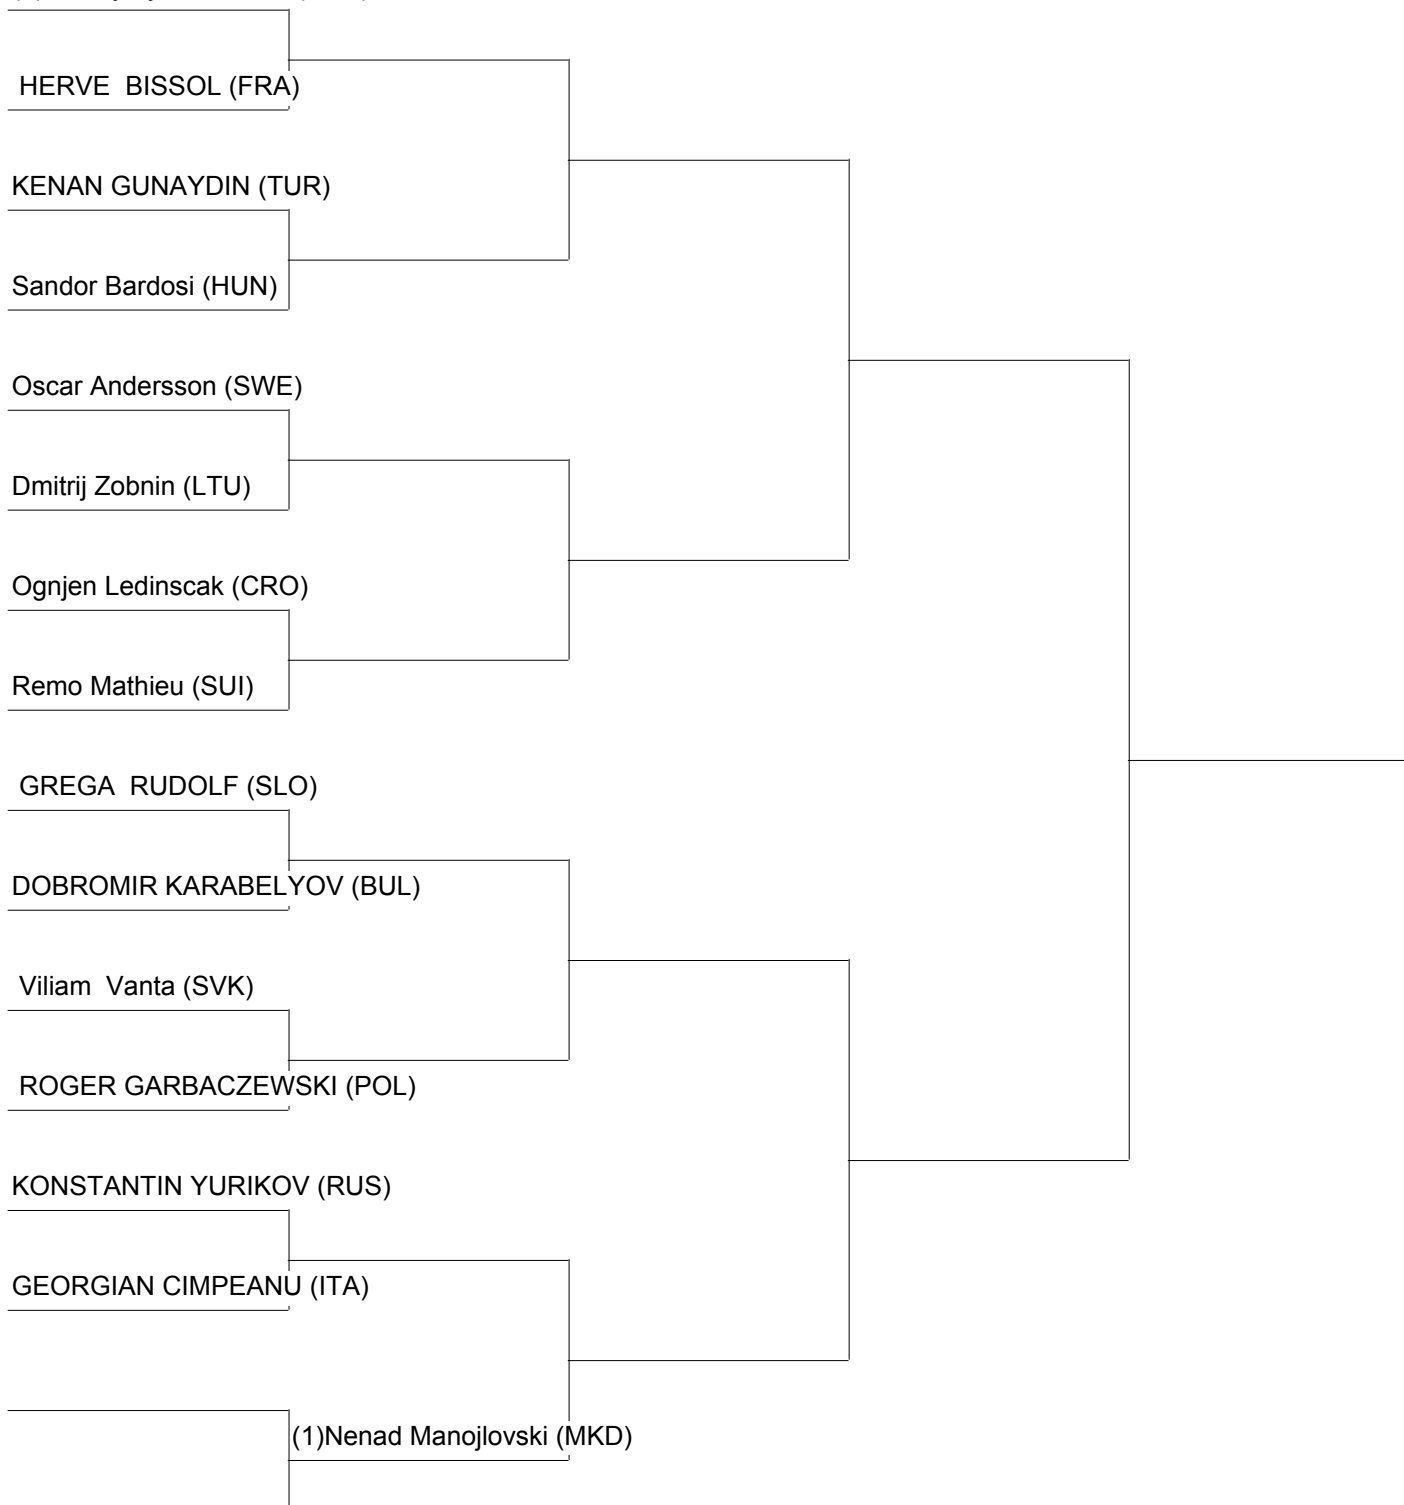 HERVE  BISSOL (FRA)
KENAN GUNAYDIN (TUR)
Sandor Bardosi (HUN)
Oscar Andersson (SWE)
Dmitrij Zobnin (LTU)
Ognjen Ledinscak (CRO)
Remo Mathieu (SUI)
GREGA  RUDOLF (SLO)
DOBROMIR KARABELYOV (BUL)
Viliam  Vanta (SVK)
ROGER GARBACZEWSKI (POL)
KONSTANTIN YURIKOV (RUS)
GEORGIAN CIMPEANU (ITA)
(1)Nenad Manojlovski (MKD)